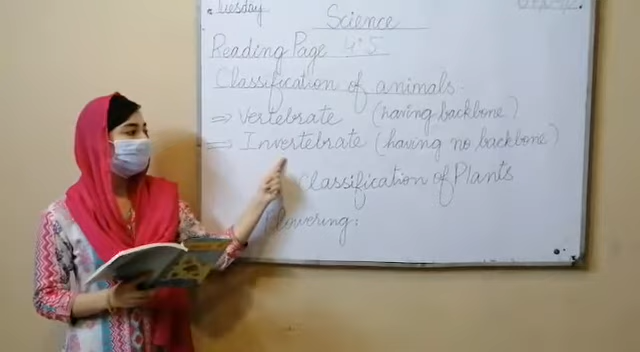 Tuesday
Science
Reading Page 4.5
Classification of animals.
⇒ Vertebrate (having backbone)
⇒ Invertebrate (having no backbone)
Classification of Plants
Flowering: